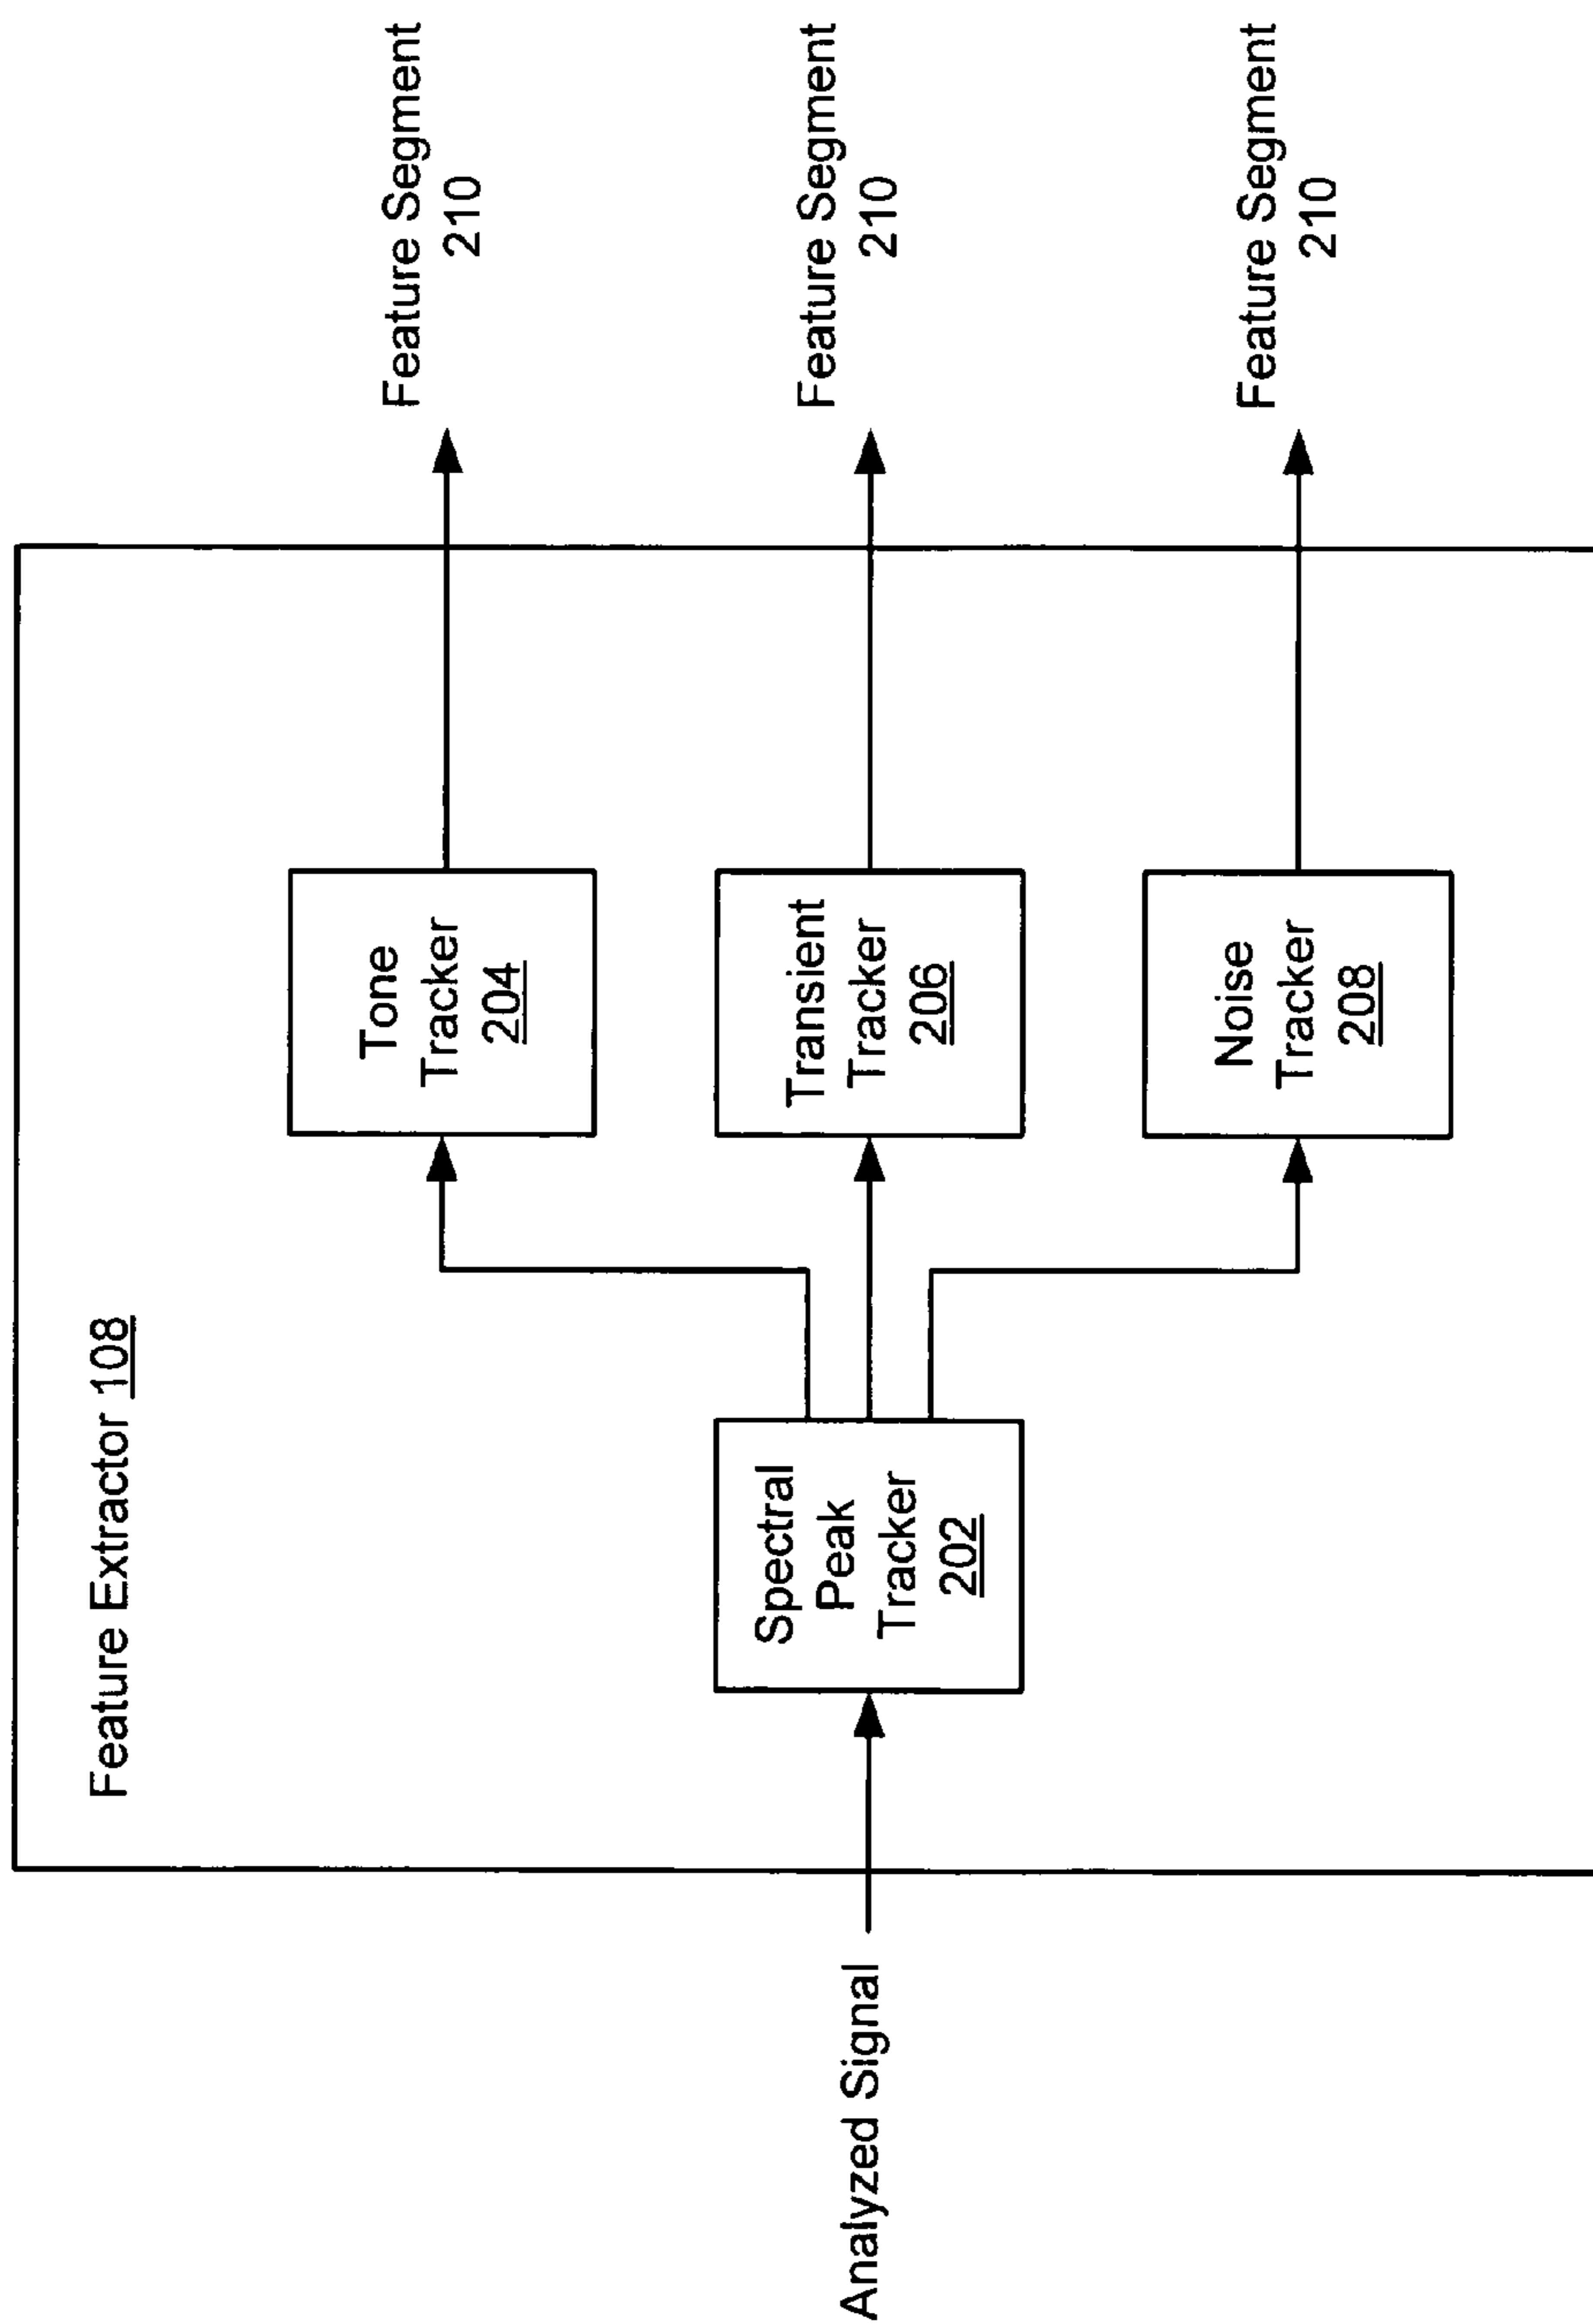 Feature Extractor 108
Analyzed Signal
Spectral
Peak
Tracker
202
Tone
Tracker
204
Transient
Tracker
206
Noise
Tracker
208
Feature Segment
210
Feature Segment
210
Feature Segment
210